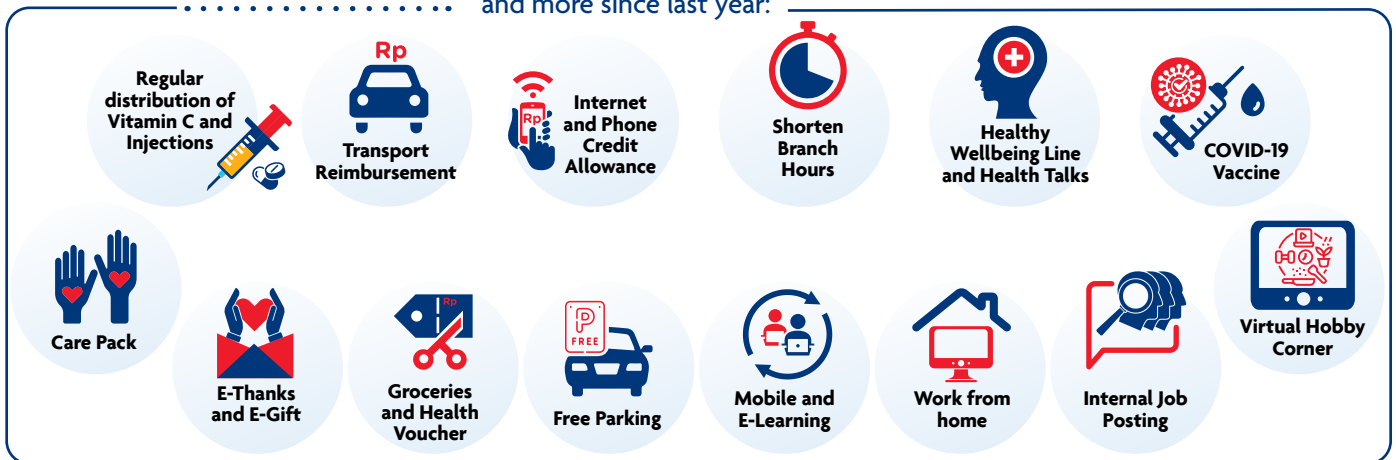 and more since last year:
Regular
distribution of
Vitamin C and
Injections
Rp
Transport
Reimbursement
Rp
Internet
and Phone
Credit
Allowance
Shorten
Branch
Hours
Healthy
Wellbeing Line
and Health Talks
COVID-19
Vaccine
Care Pack
E-Thanks
and E-Gift
Rp
Groceries
and Health
Voucher
P
FREE
Free Parking
Mobile and
E-Learning
Work from
home
Internal Job
Posting
Virtual Hobby
Corner